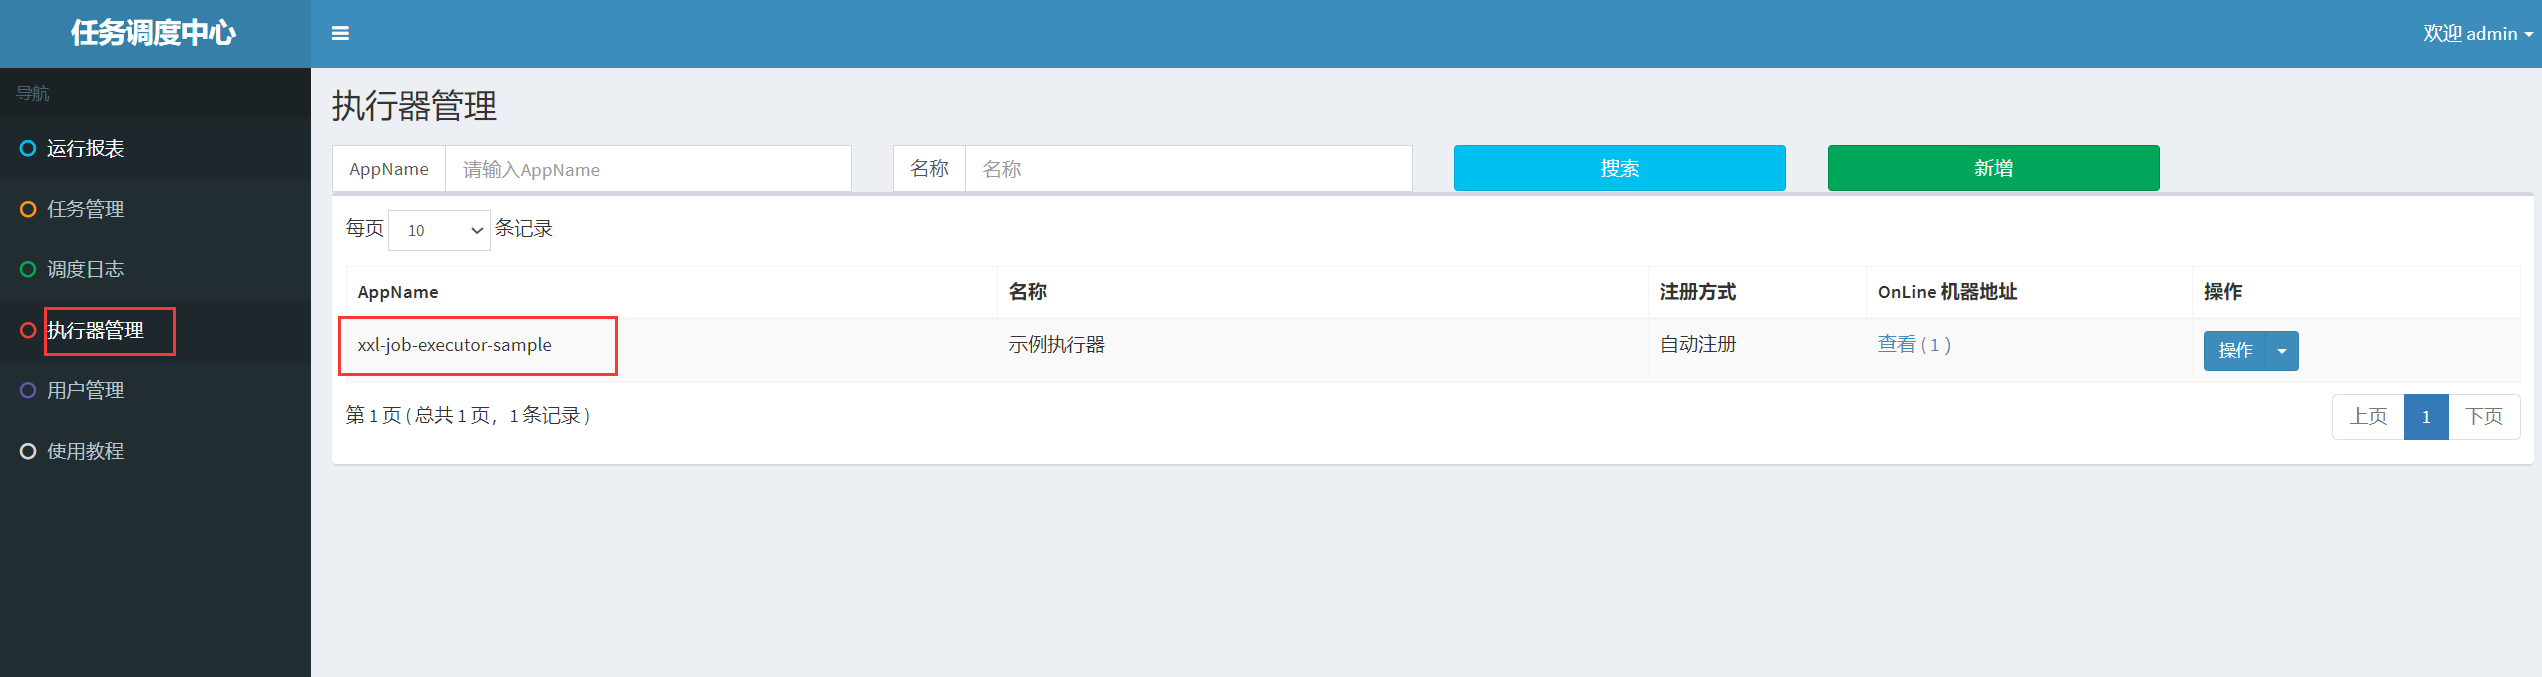 任务调度中心
欢迎 admin
导航
运行报表
任务管理
调度日志
执行器管理
用户管理
使用教程
执行器管理
AppName 请输入AppName 名称 名称 搜索 新增
每页 10 条记录
AppName 名称 注册方式 OnLine 机器地址 操作
xxl-job-executor-sample 示例执行器 自动注册 查看 ( 1 ) 操作
第 1 页 ( 总共 1 页，1 条记录 ) 上页 1 下页